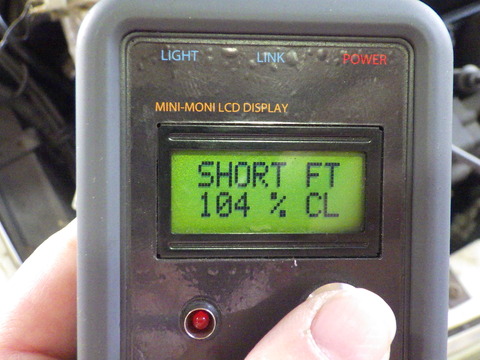 LIGHT LINK POWER
MINI-MONI LCD DISPLAY
SHORT FT
104 % CL